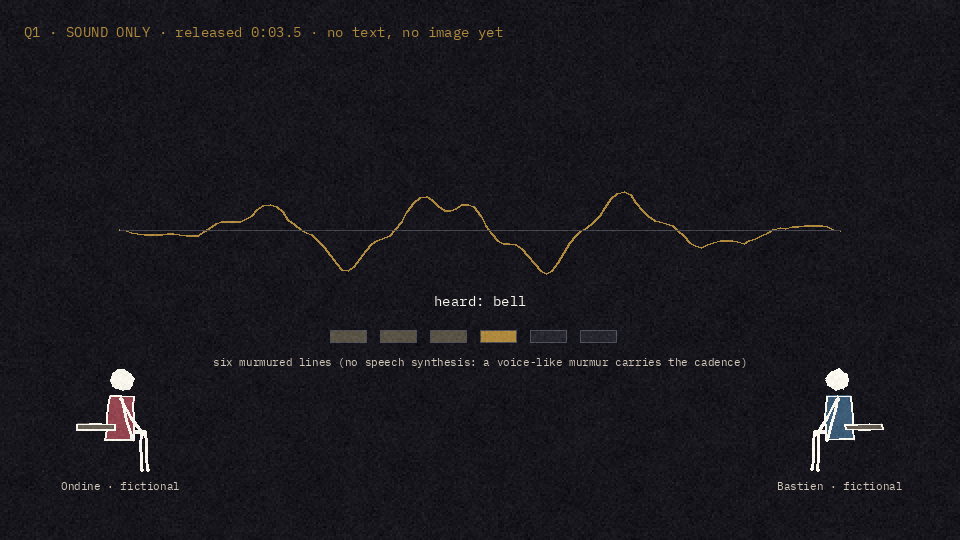 Q1 · SOUND ONLY · released 0:03.5 · no text, no image yet
heard: bell
six murmured lines (no speech synthesis: a voice-like murmur carries the cadence)
Ondine · fictional
Bastien · fictional